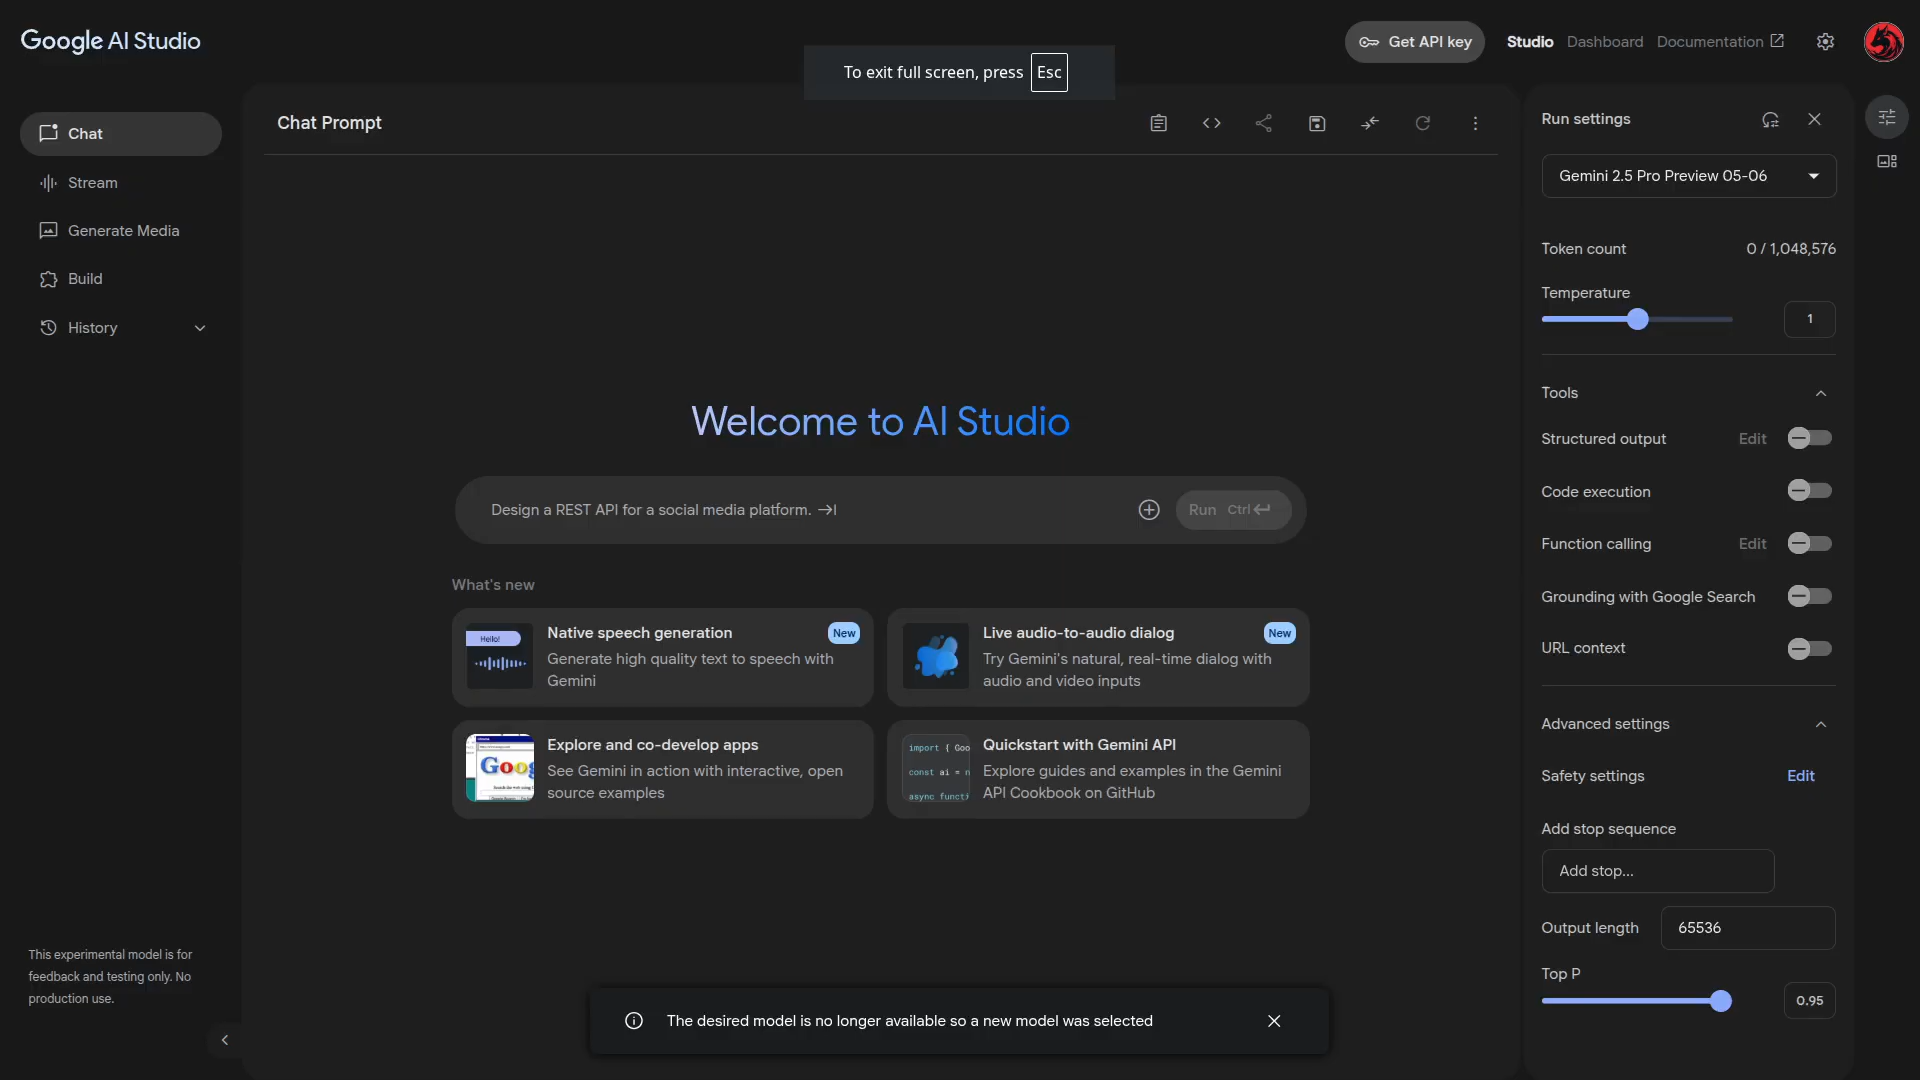 Google AI Studio
Get API key
Studio
Dashboard
Documentation
To exit full screen, press Esc
Chat
Stream
Generate Media
Build
History
This experimental model is for
feedback and testing only. No
production use.
Chat Prompt
Welcome to AI Studio
Design a REST API for a social media platform.
Run Ctrl
What's new
Hello!
Native speech generation
New
Generate high quality text to speech with
Gemini
Live audio-to-audio dialog
New
Try Gemini's natural, real-time dialog with
audio and video inputs
Goog
Explore and co-develop apps
See Gemini in action with interactive, open
source examples
import { Goo
const ai = n
async functi
Quickstart with Gemini API
Explore guides and examples in the Gemini
API Cookbook on GitHub
The desired model is no longer available so a new model was selected
Run settings
Gemini 2.5 Pro Preview 05-06
Token count 0 / 1,048,576
Temperature
1
Tools
Structured output Edit
Code execution
Function calling Edit
Grounding with Google Search
URL context
Advanced settings
Safety settings Edit
Add stop sequence
Add stop...
Output length 65536
Top P
0.95